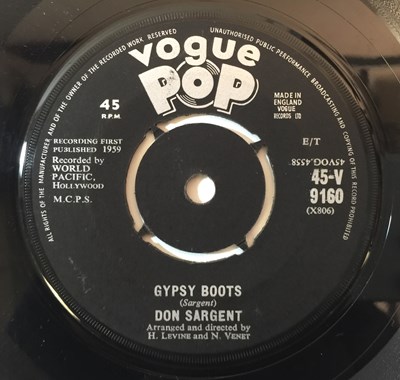 ALL RIGHTS OF THE MANUFACTURER AND OF THE OWNER OF THE RECORDED WORK RESERVED
UNAUTHORISED PUBLIC PERFORMANCE BROADCASTING AND COPYING OF THIS RECORD PROHIBITED
vogue
POP
45
R.P.M.
MADE IN
ENGLAND
VOGUE
RECORDS LTD
RECORDING FIRST
PUBLISHED 1959
Recorded by
WORLD
PACIFIC,
HOLLYWOOD
M.C.P.S.
E/T
45VOG.4558.
45-V
9160
(X806)
GYPSY BOOTS
(Sargent)
DON SARGENT
Arranged and directed by
H. LEVINE and N. VENET